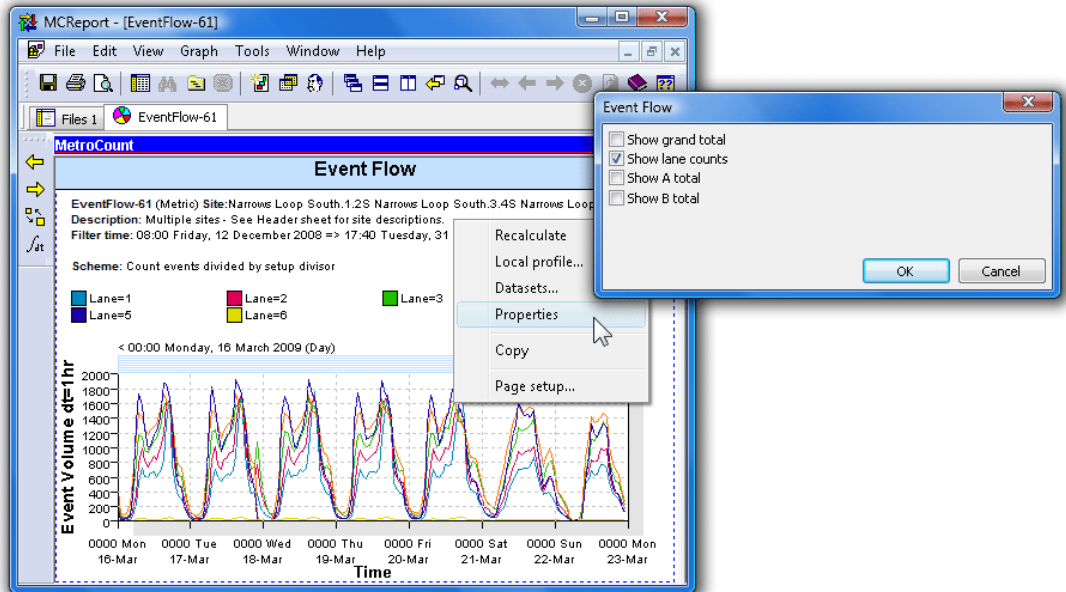 MCReport - [EventFlow-61]
File Edit View Graph Tools Window Help
Files 1 EventFlow-61
MetroCount
Event Flow
EventFlow-61 (Metric) Site:Narrows Loop South.1.2S Narrows Loop South.3.4S Narrows Loop
Description: Multiple sites - See Header sheet for site descriptions.
Filter time: 08:00 Friday, 12 December 2008 => 17:40 Tuesday, 31
Scheme: Count events divided by setup divisor
Lane=1 Lane=2 Lane=3
Lane=5 Lane=6
< 00:00 Monday, 16 March 2009 (Day)
Event Volume dt=1hr
2000
1800
1600
1400
1200
1000
800
600
400
200
0
0000 Mon 0000 Tue 0000 Wed 0000 Thu 0000 Fri 0000 Sat 0000 Sun 0000 Mon
16-Mar 17-Mar 18-Mar 19-Mar 20-Mar 21-Mar 22-Mar 23-Mar
Time
Recalculate
Local profile...
Datasets...
Properties
Copy
Page setup...
Event Flow
Show grand total
Show lane counts
Show A total
Show B total
OK Cancel